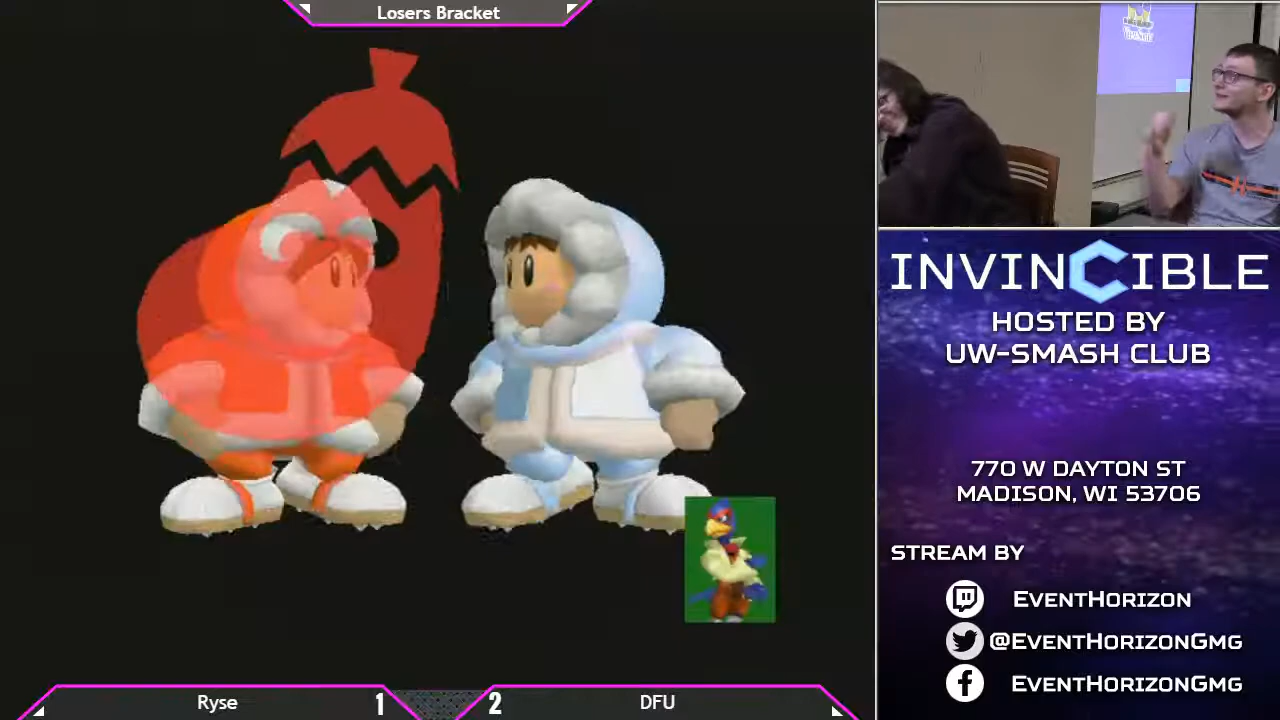 Losers Bracket
INVINCIBLE
HOSTED BY
UW-SMASH CLUB
770 W DAYTON ST
MADISON, WI 53706
STREAM BY
EVENTHORIZON
@EVENTHORIZONGMG
EVENTHORIZONGMG
Ryse 1 2 DFU